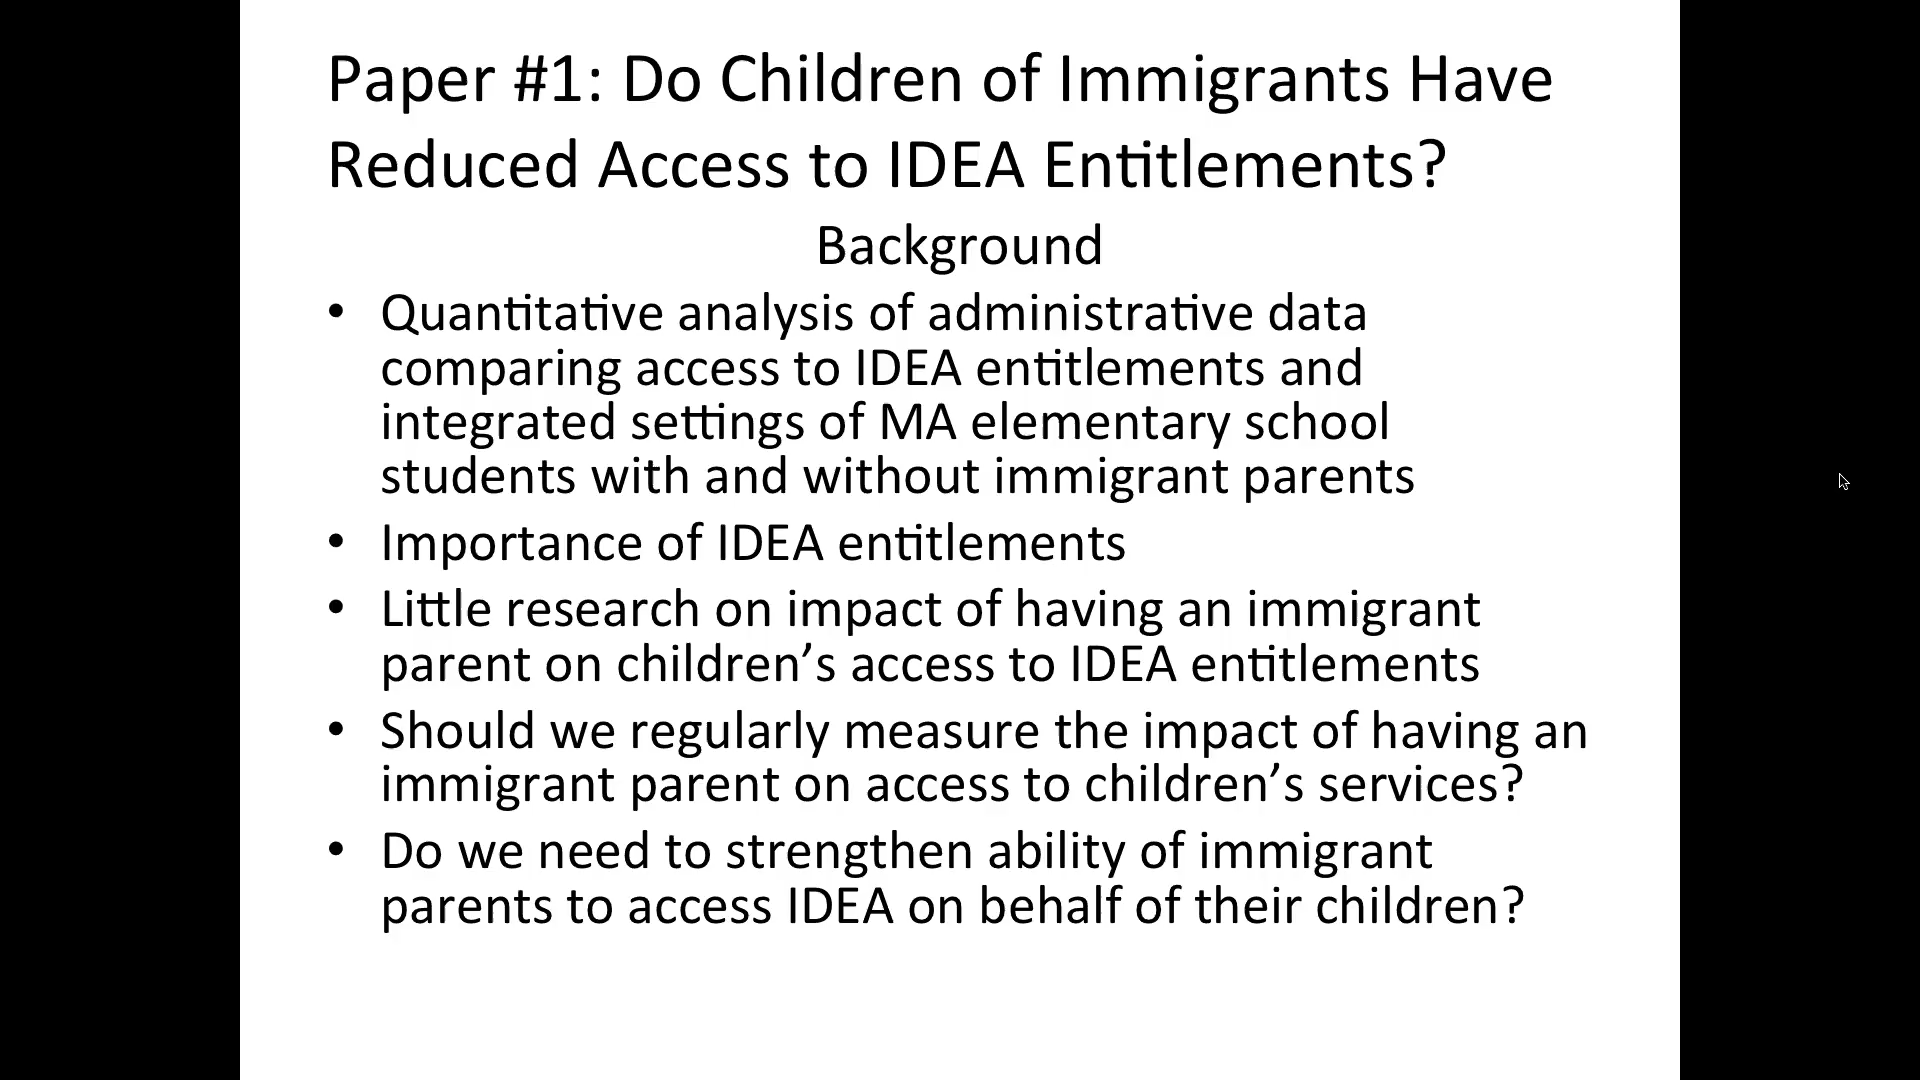 Paper #1: Do Children of Immigrants Have
Reduced Access to IDEA Entitlements?
Background
• Quantitative analysis of administrative data
comparing access to IDEA entitlements and
integrated settings of MA elementary school
students with and without immigrant parents
• Importance of IDEA entitlements
• Little research on impact of having an immigrant
parent on children’s access to IDEA entitlements
• Should we regularly measure the impact of having an
immigrant parent on access to children’s services?
• Do we need to strengthen ability of immigrant
parents to access IDEA on behalf of their children?